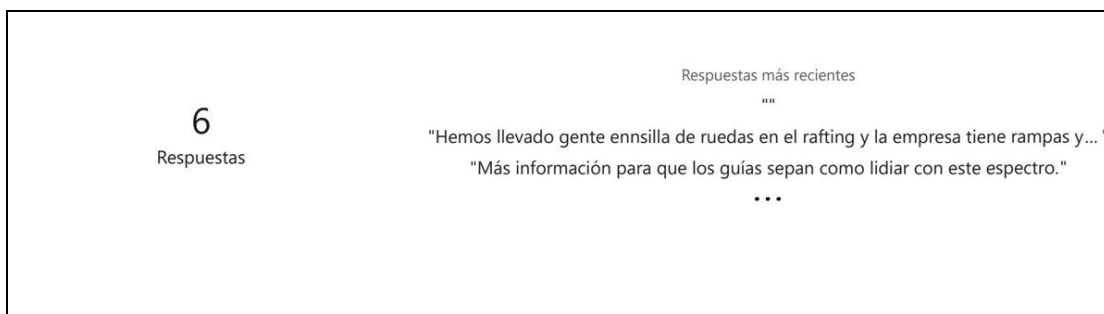 6
Respuestas
Respuestas más recientes
""
"Hemos llevado gente ennsilla de ruedas en el rafting y la empresa tiene rampas y... "
"Más información para que los guías sepan como lidiar con este espectro."
...